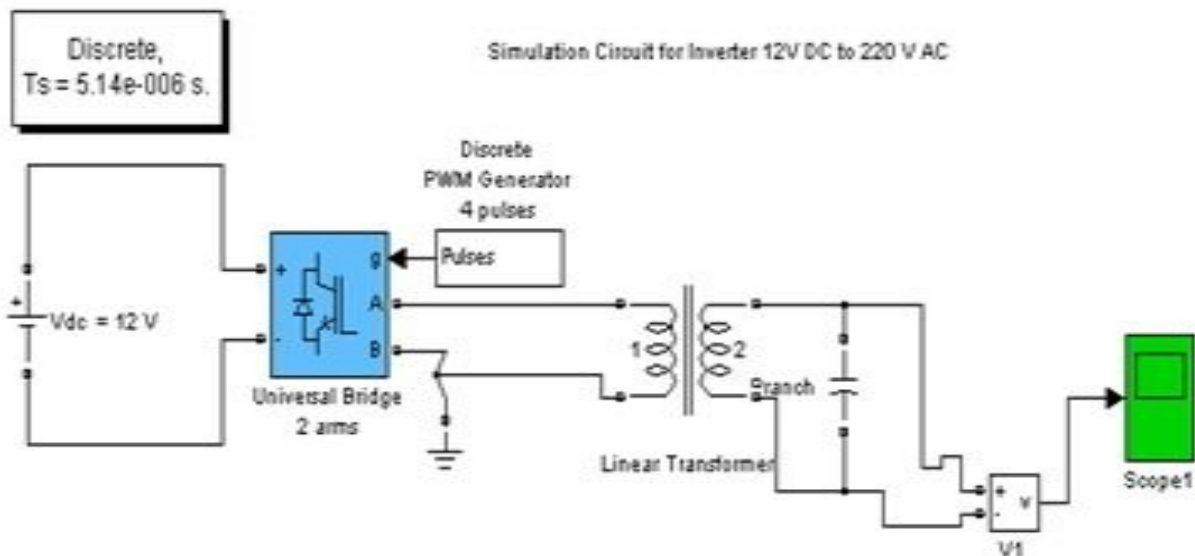 Discrete,
Ts = 5.14e-006 s.
Simulation Circuit for Inverter 12V DC to 220 V AC
Discrete
PWM Generator
4 pulses
Pulses
g
+
A
+
Vdc = 12 V
-
B
1
2
Branch
Universal Bridge
2 arms
Linear Transformer
Scope1
+
v
-
V1